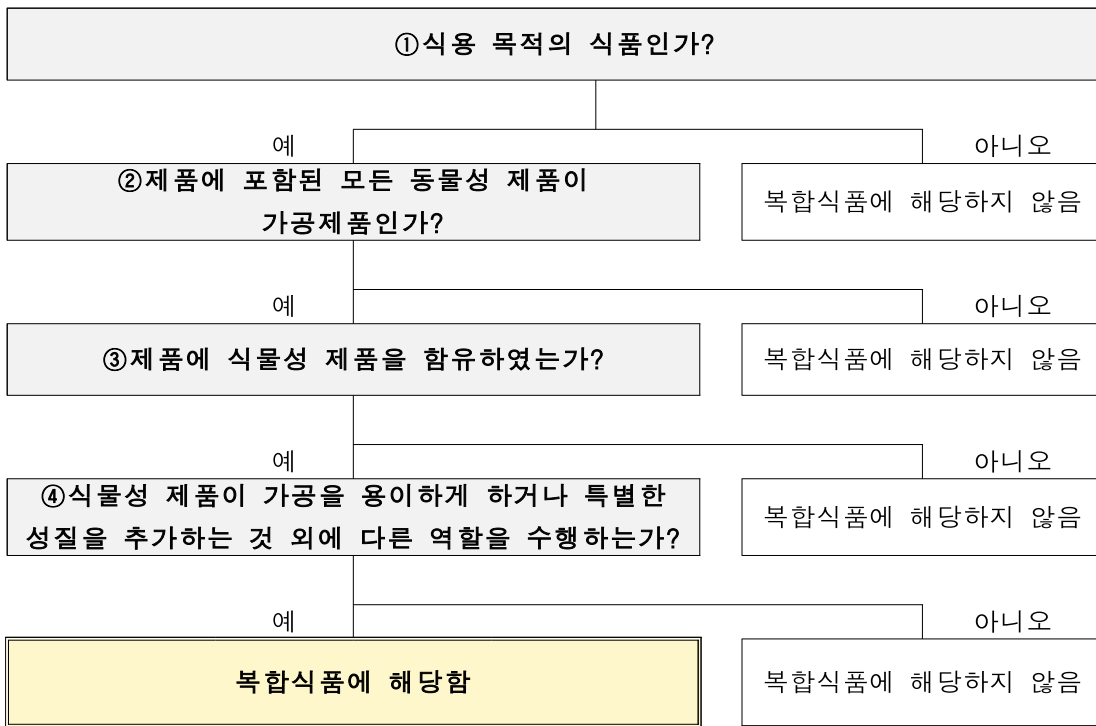 ①식용 목적의 식품인가?
예
아니오
②제품에 포함된 모든 동물성 제품이
가공제품인가?
복합식품에 해당하지 않음
예
아니오
③제품에 식물성 제품을 함유하였는가?
복합식품에 해당하지 않음
예
아니오
④식물성 제품이 가공을 용이하게 하거나 특별한
성질을 추가하는 것 외에 다른 역할을 수행하는가?
복합식품에 해당하지 않음
예
아니오
복합식품에 해당함
복합식품에 해당하지 않음